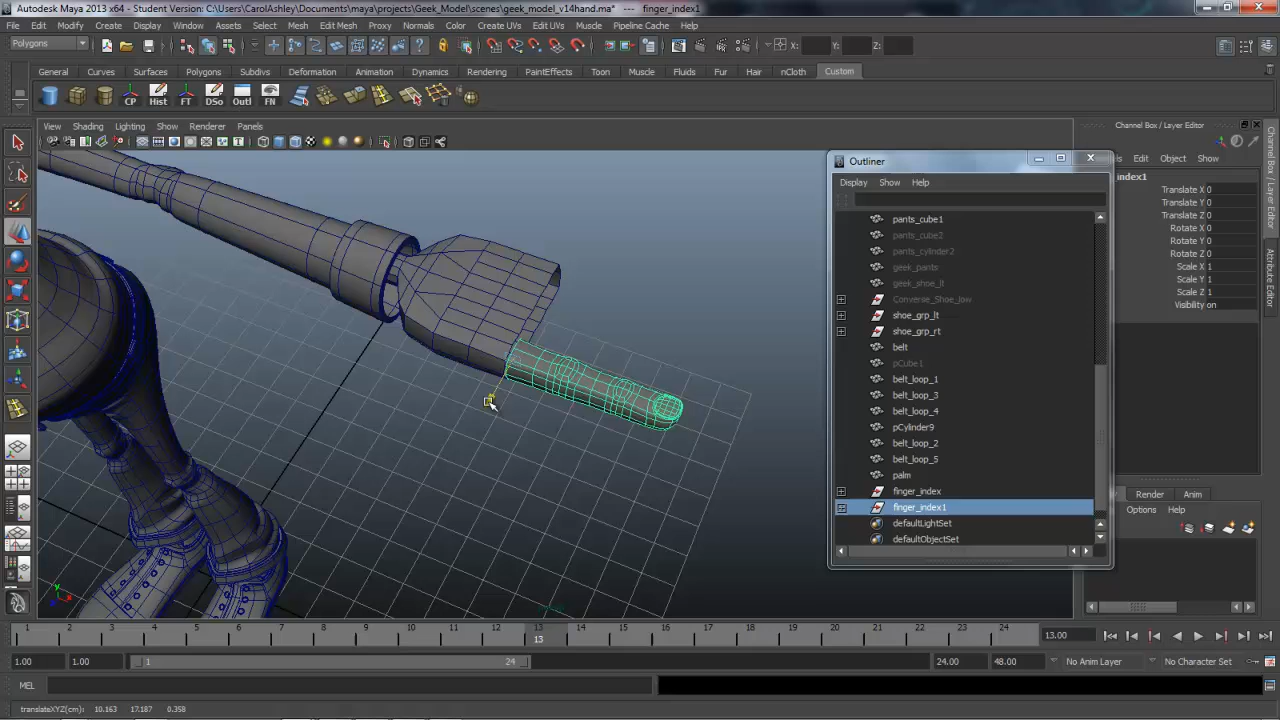 Autodesk Maya 2013 x64 - Student Version: C:\Users\CarolAshley\Documents\maya\projects\Geek_Model\scenes\geek_model_v14hand.ma* --- finger_index1
File Edit Modify Create Display Window Assets Select Mesh Edit Mesh Proxy Normals Color Create UVs Edit UVs Muscle Pipeline Cache Help
Polygons X: Y: Z:
General Curves Surfaces Polygons Subdivs Deformation Animation Dynamics Rendering PaintEffects Toon Muscle Fluids Fur Hair nCloth Custom
CP Hist FT DSo Outl FN
View Shading Lighting Show Renderer Panels
Channel Box / Layer Editor
Outliner
Edit Object Show
Display Show Help
index1
Translate X 0
Translate Y 0
Translate Z 0
Rotate X 0
Rotate Y 0
Rotate Z 0
Scale X 1
Scale Y 1
Scale Z 1
Visibility on
pants_cube1
pants_cube2
pants_cylinder2
geek_pants
geek_shoe_lt
Converse_Shoe_low
shoe_grp_lt
shoe_grp_rt
belt
pCube1
belt_loop_1
belt_loop_3
belt_loop_4
pCylinder9
belt_loop_2
belt_loop_5
palm
finger_index
finger_index1
defaultLightSet
defaultObjectSet
Channel Box / Layer Editor
Attribute Editor
Render Anim
Options Help
1 2 3 4 5 6 7 8 9 10 11 12 13 14 15 16 17 18 19 20 21 22 23 24
13
13.00
1.00 1.00 1 24 24.00 48.00 No Anim Layer No Character Set
MEL
translateXYZ(cm): 10.163 17.187 0.358